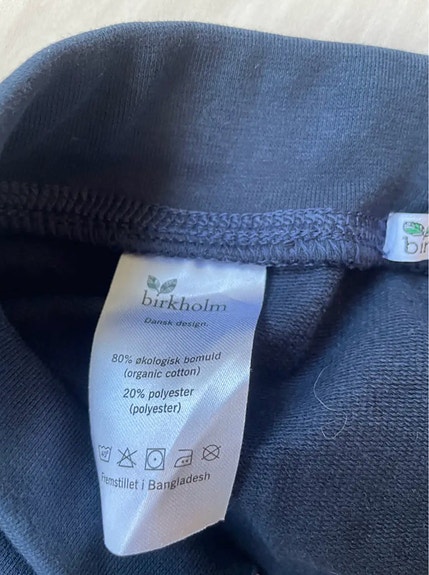 birkholm
Dansk design.
80% økologisk bomuld
(organic cotton)
20% polyester
(polyester)
Fremstillet i Bangladesh